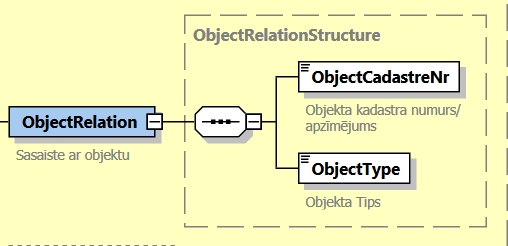 ObjectRelationStructure
ObjectCadastreNr
Objekta kadastra numurs/
apzīmējums
ObjectRelation
Sasaiste ar objektu
ObjectType
Objekta Tips